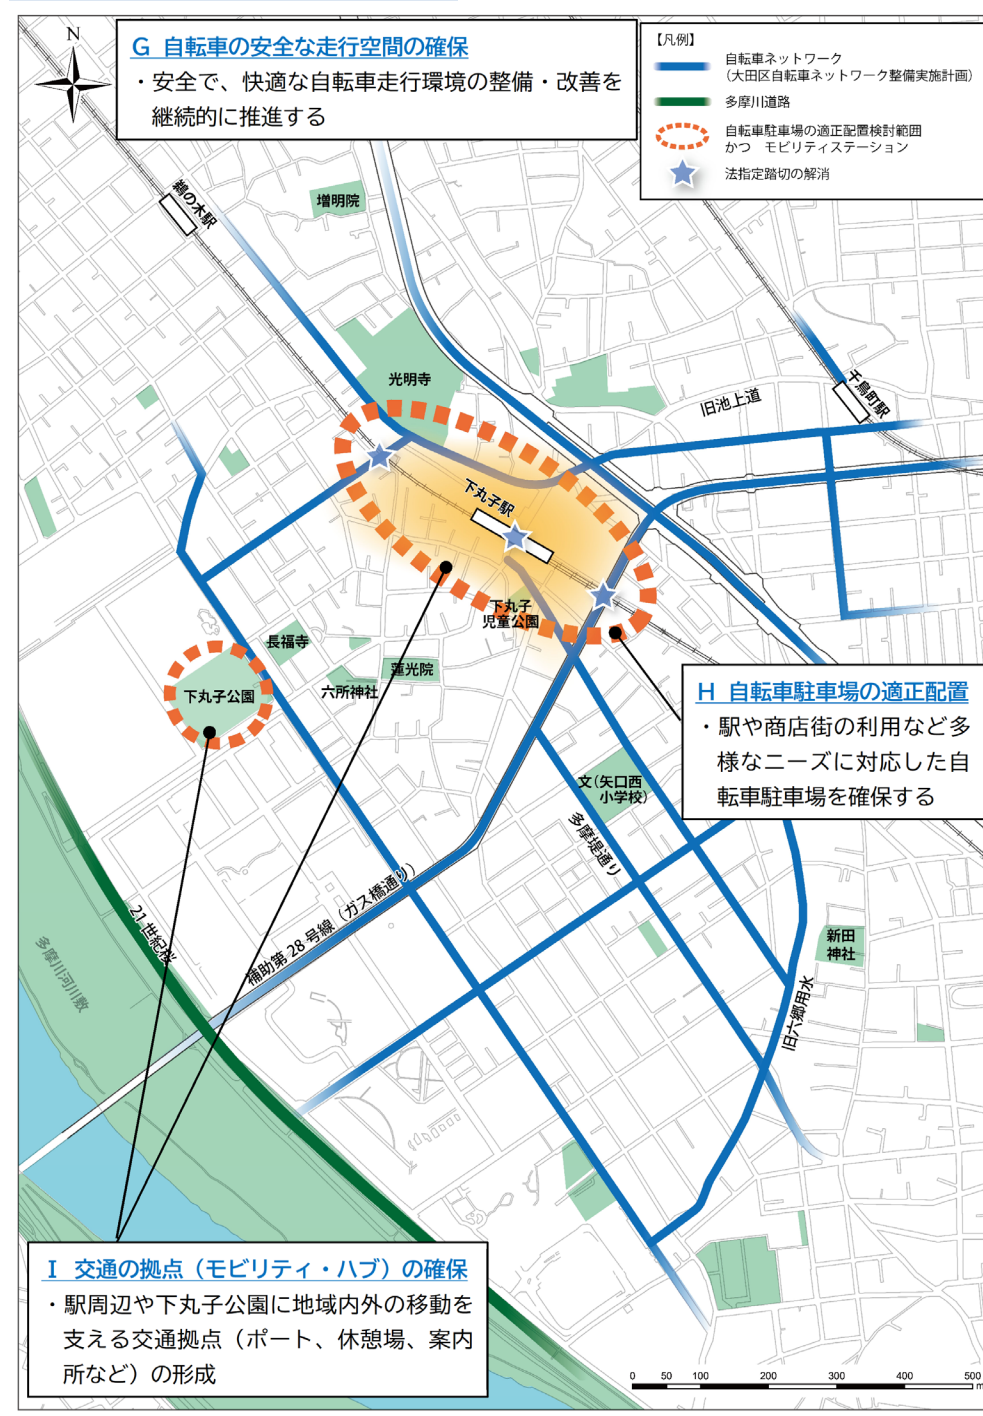 N
G 自転車の安全な走行空間の確保
・安全で、快適な自転車走行環境の整備・改善を
継続的に推進する
【凡例】
自転車ネットワーク
（大田区自転車ネットワーク整備実施計画）
多摩川道路
自転車駐車場の適正配置検討範囲
かつ　モビリティステーション
法指定踏切の解消
鵜の木駅
増明院
光明寺
旧池上道
千鳥町駅
下丸子駅
下丸子
児童公園
長福寺
蓮光院
六所神社
下丸子公園
H 自転車駐車場の適正配置
・駅や商店街の利用など多
様なニーズに対応した自
転車駐車場を確保する
文（矢口西
小学校）
多摩堤通り
補助第28号線（ガス橋通り）
21世紀桜
多摩川河川敷
新田
神社
旧六郷用水
I 交通の拠点（モビリティ・ハブ）の確保
・駅周辺や下丸子公園に地域内外の移動を
支える交通拠点（ポート、休憩場、案内
所など）の形成
0 50 100 200 300 400 500
m